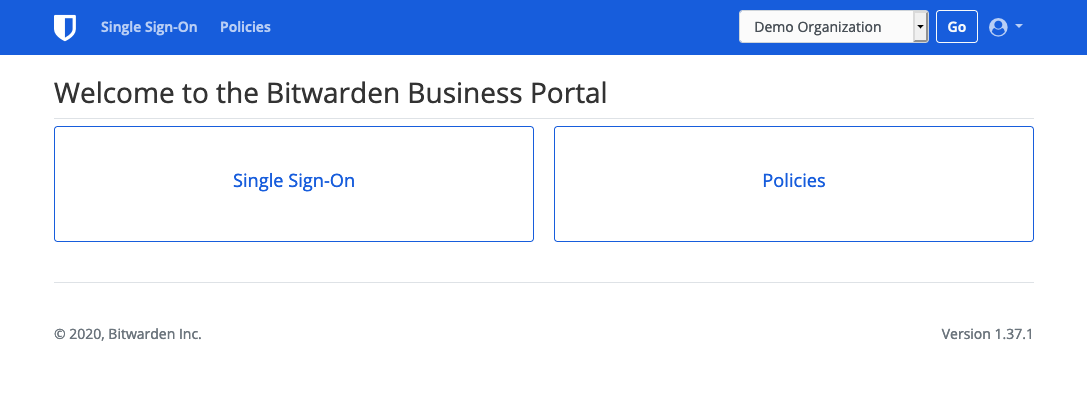 Single Sign-On Policies Demo Organization Go
Welcome to the Bitwarden Business Portal
Single Sign-On Policies
© 2020, Bitwarden Inc. Version 1.37.1